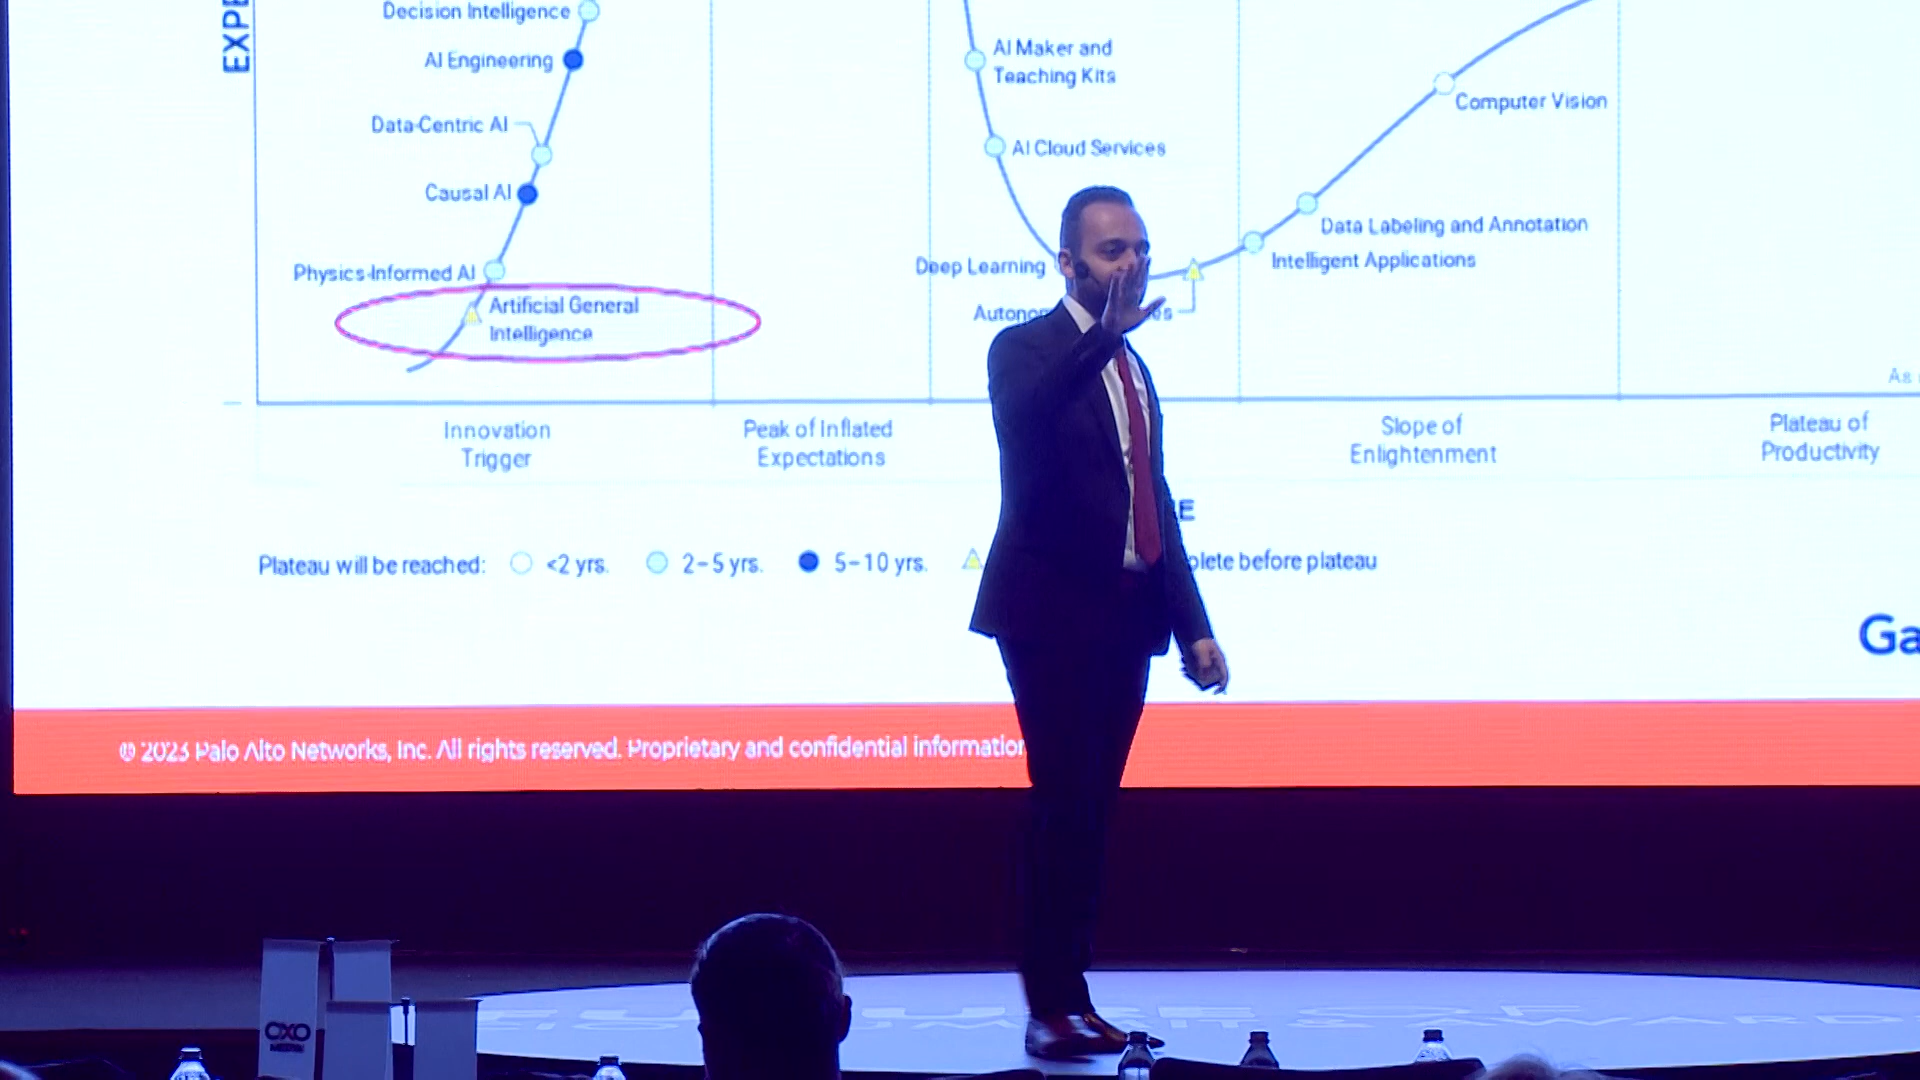 EXPE
Decision Intelligence
AI Engineering
Data-Centric AI
Causal AI
Physics-Informed AI
Artificial General
Intelligence
AI Maker and
Teaching Kits
AI Cloud Services
Deep Learning
Computer Vision
Data Labeling and Annotation
Intelligent Applications
As
Innovation
Trigger
Peak of Inflated
Expectations
Slope of
Enlightenment
Plateau of
Productivity
Plateau will be reached: <2 yrs. 2–5 yrs. 5–10 yrs. before plateau
Ga
© 2023 Palo Alto Networks, Inc. All rights reserved. Proprietary and confidential information
OXO